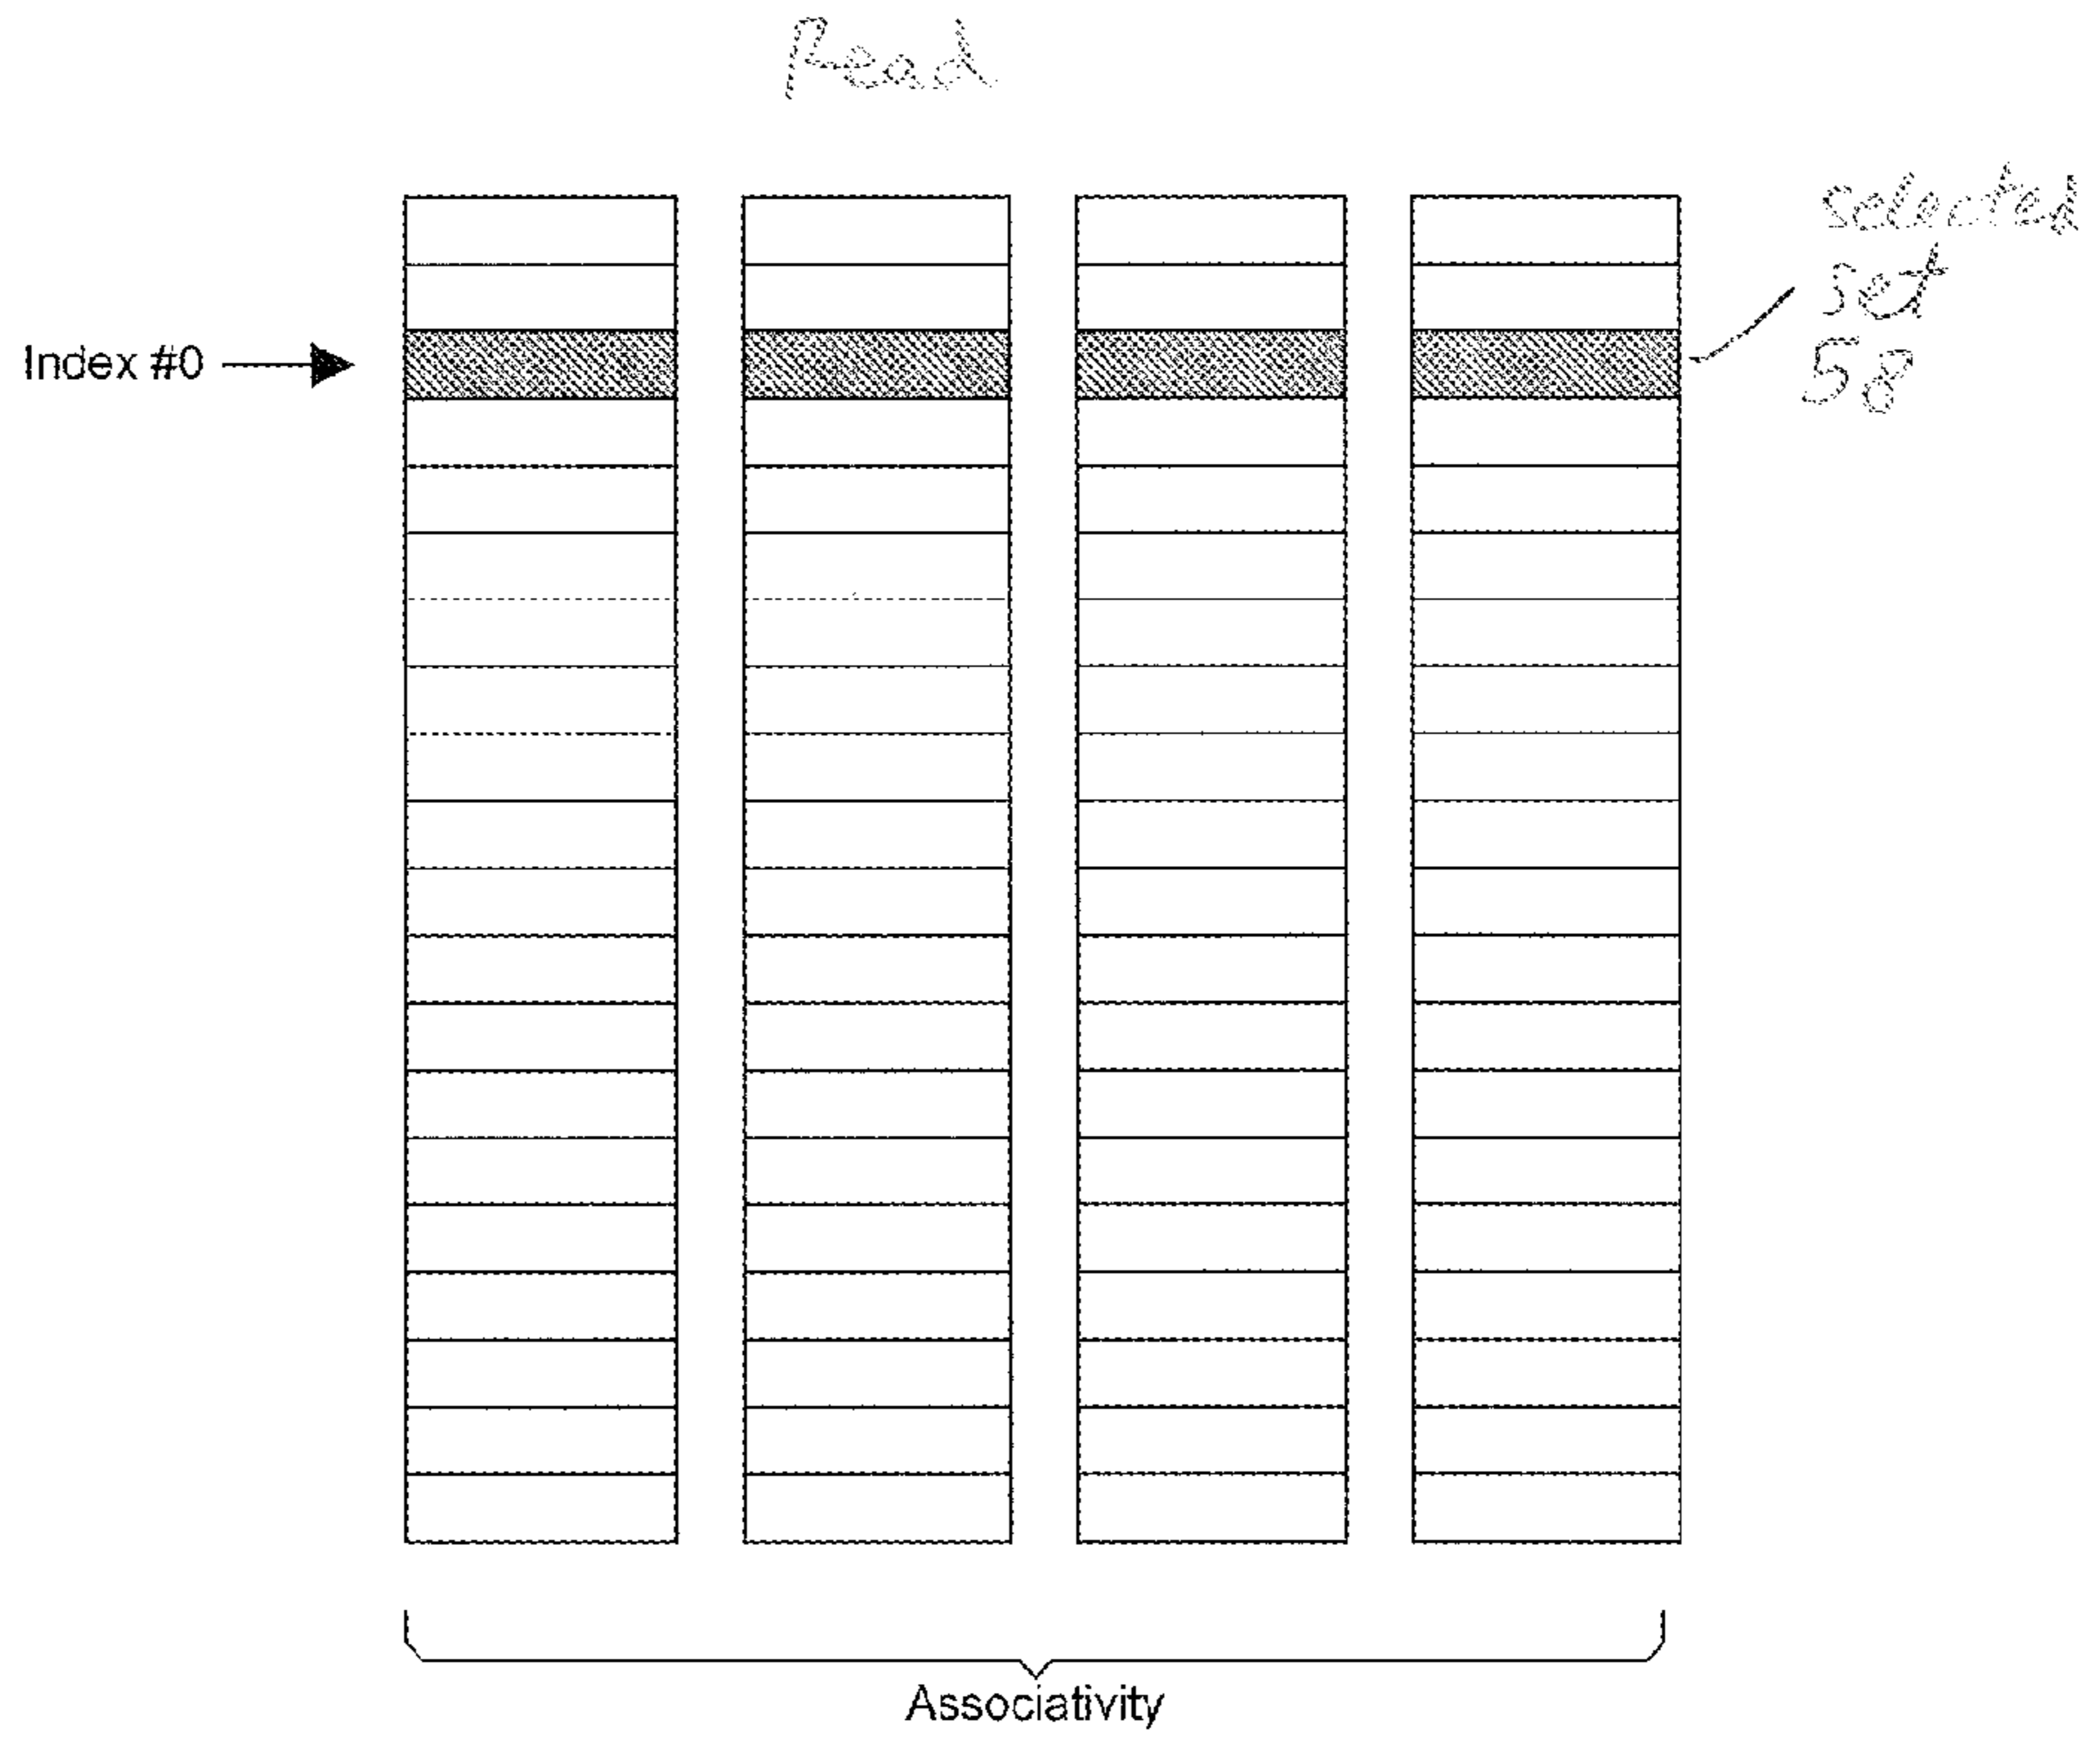 Read
selected
set
58
Index #0
Associativity